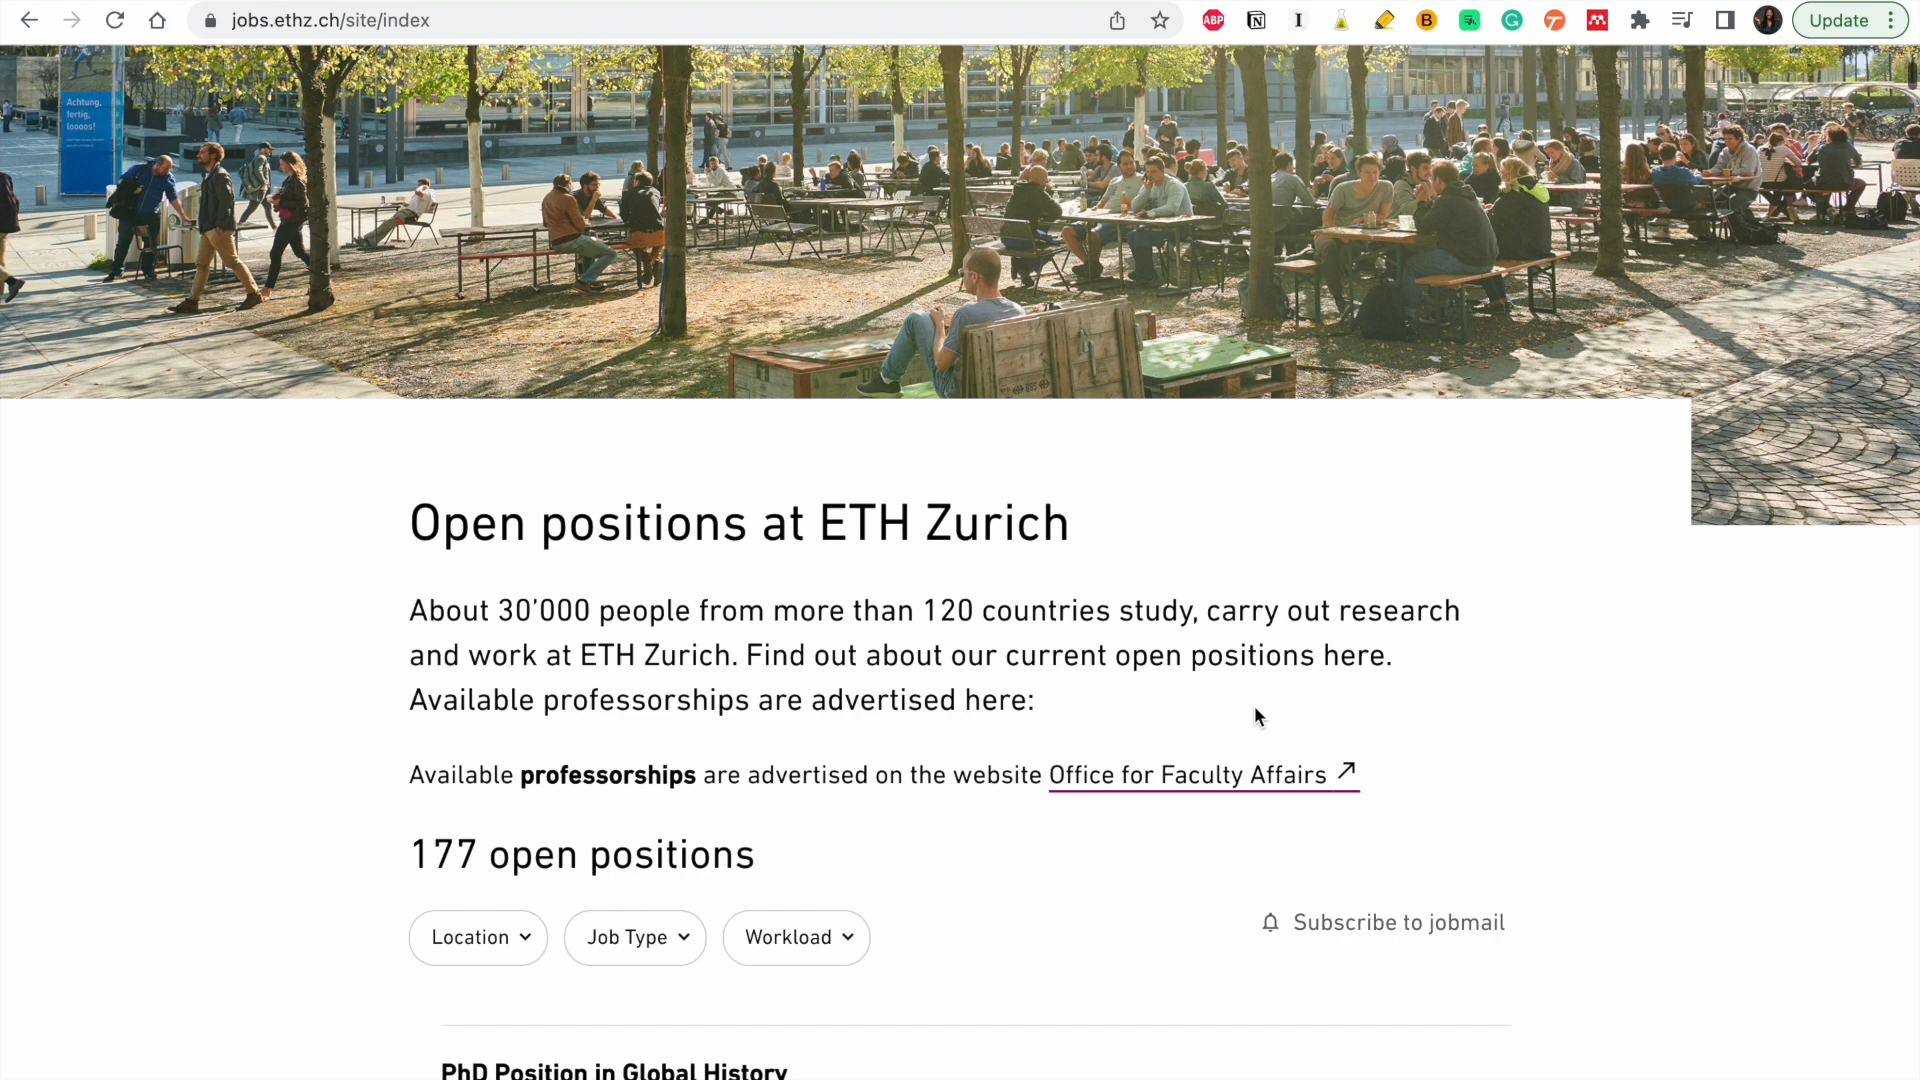 jobs.ethz.ch/site/index
ABP
Update
Achtung,
fertig,
loooos!
Open positions at ETH Zurich
About 30’000 people from more than 120 countries study, carry out research
and work at ETH Zurich. Find out about our current open positions here.
Available professorships are advertised here:
Available professorships are advertised on the website Office for Faculty Affairs
177 open positions
Location
Job Type
Workload
Subscribe to jobmail
PhD Position in Global History